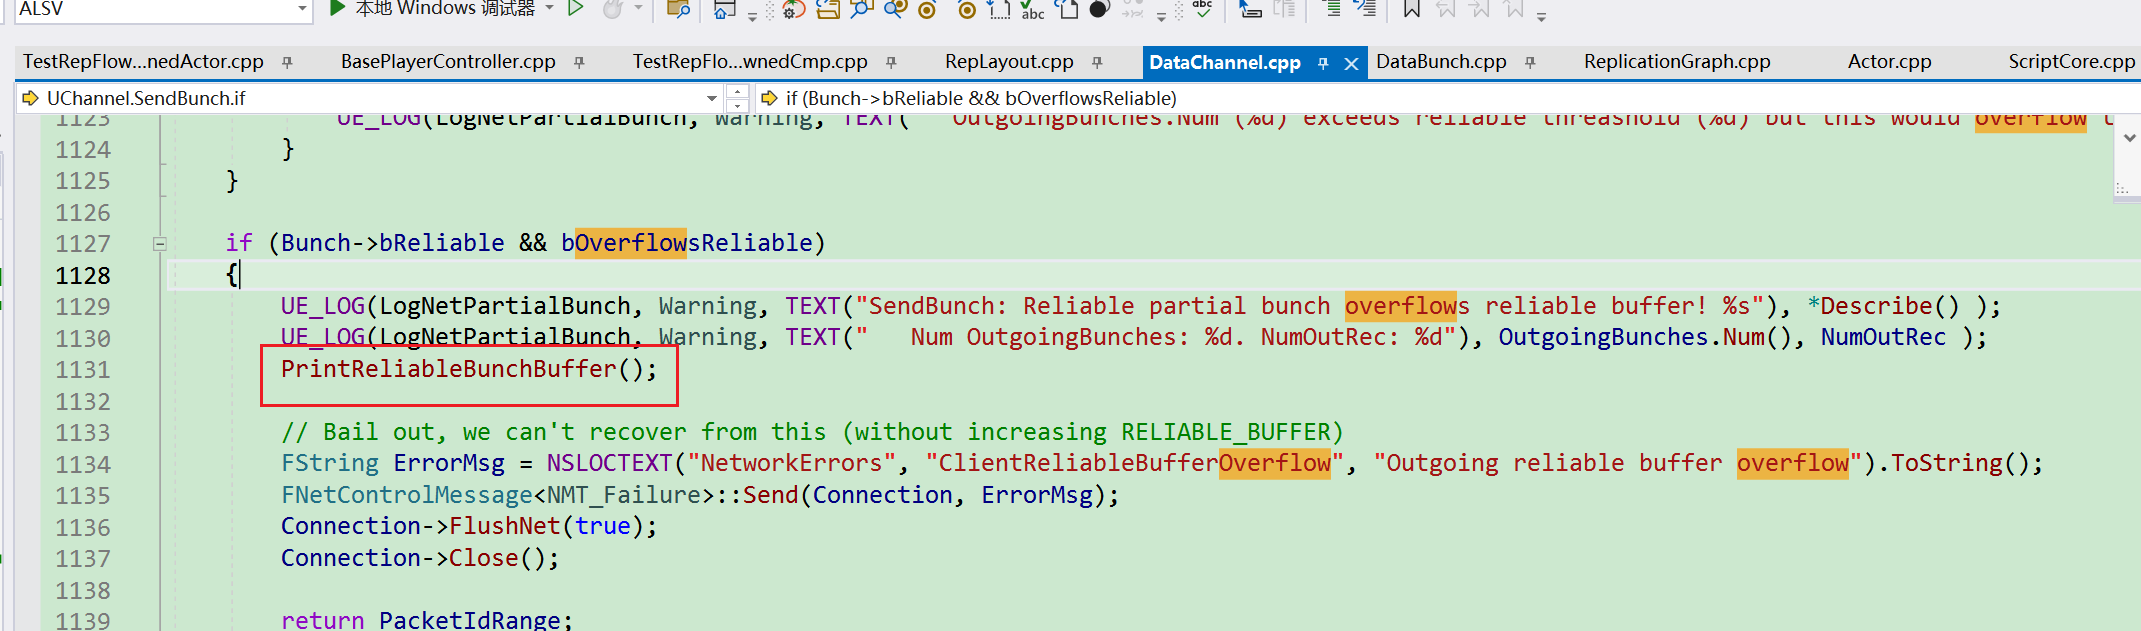 ALSV
本地 Windows 调试器
TestRepFlow...nedActor.cpp BasePlayerController.cpp TestRepFlo...wnedCmp.cpp RepLayout.cpp DataChannel.cpp DataBunch.cpp ReplicationGraph.cpp Actor.cpp ScriptCore.cpp
UChannel.SendBunch.if if (Bunch->bReliable && bOverflowsReliable)
1123 UE_LOG(LogNetPartialBunch, Warning, TEXT(" OutgoingBunches.Num (%d) exceeds reliable threashold (%d) but this would overflow t
1124 }
1125 }
1126
1127 if (Bunch->bReliable && bOverflowsReliable)
1128 {
1129 UE_LOG(LogNetPartialBunch, Warning, TEXT("SendBunch: Reliable partial bunch overflows reliable buffer! %s"), *Describe() );
1130 UE_LOG(LogNetPartialBunch, Warning, TEXT("   Num OutgoingBunches: %d. NumOutRec: %d"), OutgoingBunches.Num(), NumOutRec );
1131 PrintReliableBunchBuffer();
1132
1133 // Bail out, we can't recover from this (without increasing RELIABLE_BUFFER)
1134 FString ErrorMsg = NSLOCTEXT("NetworkErrors", "ClientReliableBufferOverflow", "Outgoing reliable buffer overflow").ToString();
1135 FNetControlMessage<NMT_Failure>::Send(Connection, ErrorMsg);
1136 Connection->FlushNet(true);
1137 Connection->Close();
1138
1139 return PacketIdRange;